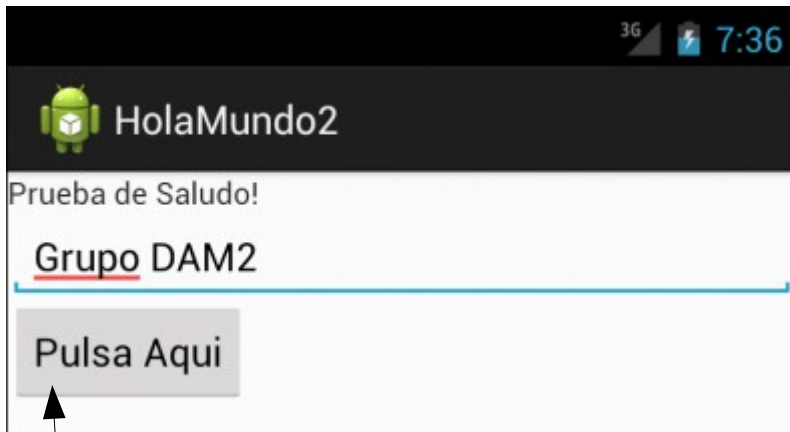 3G 7:36
HolaMundo2
Prueba de Saludo!
Grupo DAM2
Pulsa Aqui